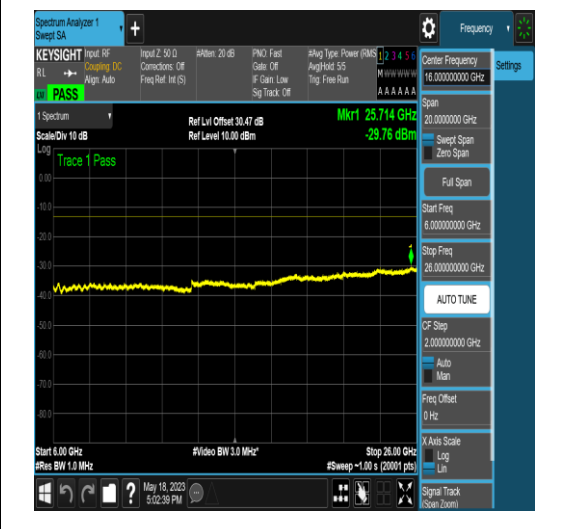 Spectrum Analyzer 1
Swept SA
Frequency
KEYSIGHT
RL
Input: RF
Coupling: DC
Align: Auto
Input Z: 50 Ω
Corrections: Off
Freq Ref: Int (S)
#Atten: 20 dB
PNO: Fast
Gate: Off
IF Gain: Low
Sig Track: Off
#Avg Type: Power (RMS)
Avg|Hold: 5/5
Trig: Free Run
1 2 3 4 5 6
M W W W W W
A A A A A A
PASS
Center Frequency
16.000000000 GHz
Settings
Span
20.0000000 GHz
Swept Span
Zero Span
Full Span
Start Freq
6.000000000 GHz
Stop Freq
26.000000000 GHz
AUTO TUNE
CF Step
2.000000000 GHz
Auto
Man
Freq Offset
0 Hz
X Axis Scale
Log
Lin
Signal Track
(Span Zoom)
1 Spectrum
Scale/Div 10 dB
Ref Lvl Offset 30.47 dB
Ref Level 10.00 dBm
Mkr1 25.714 GHz
-29.76 dBm
Log
Trace 1 Pass
0.00
-10.0
-20.0
-30.0
-40.0
-50.0
-60.0
-70.0
-80.0
1
Start 6.00 GHz
#Res BW 1.0 MHz
#Video BW 3.0 MHz*
Stop 26.00 GHz
#Sweep ~1.00 s (20001 pts)
?
May 18, 2023
5:02:39 PM